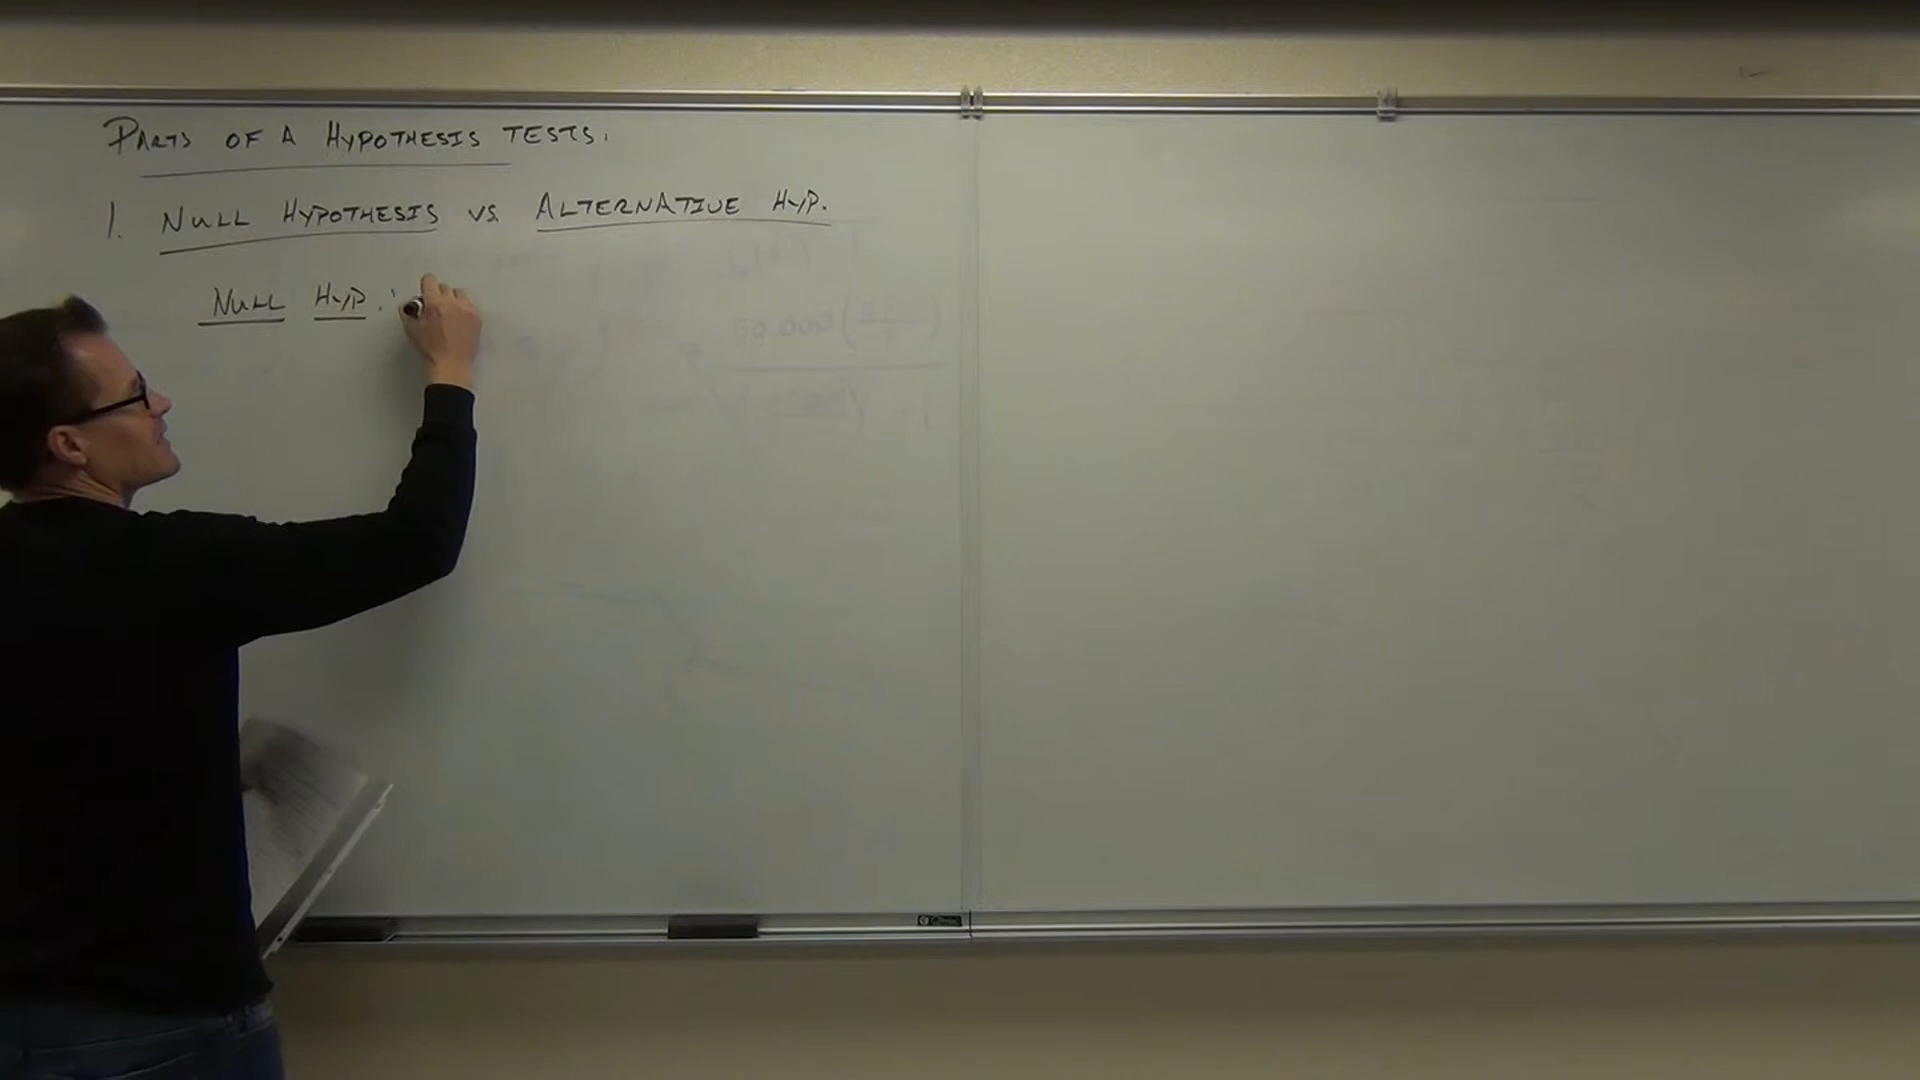 PARTS OF A HYPOTHESIS TESTS.
1. NULL HYPOTHESIS VS. ALTERNATIVE HYP.
NULL HYP.: